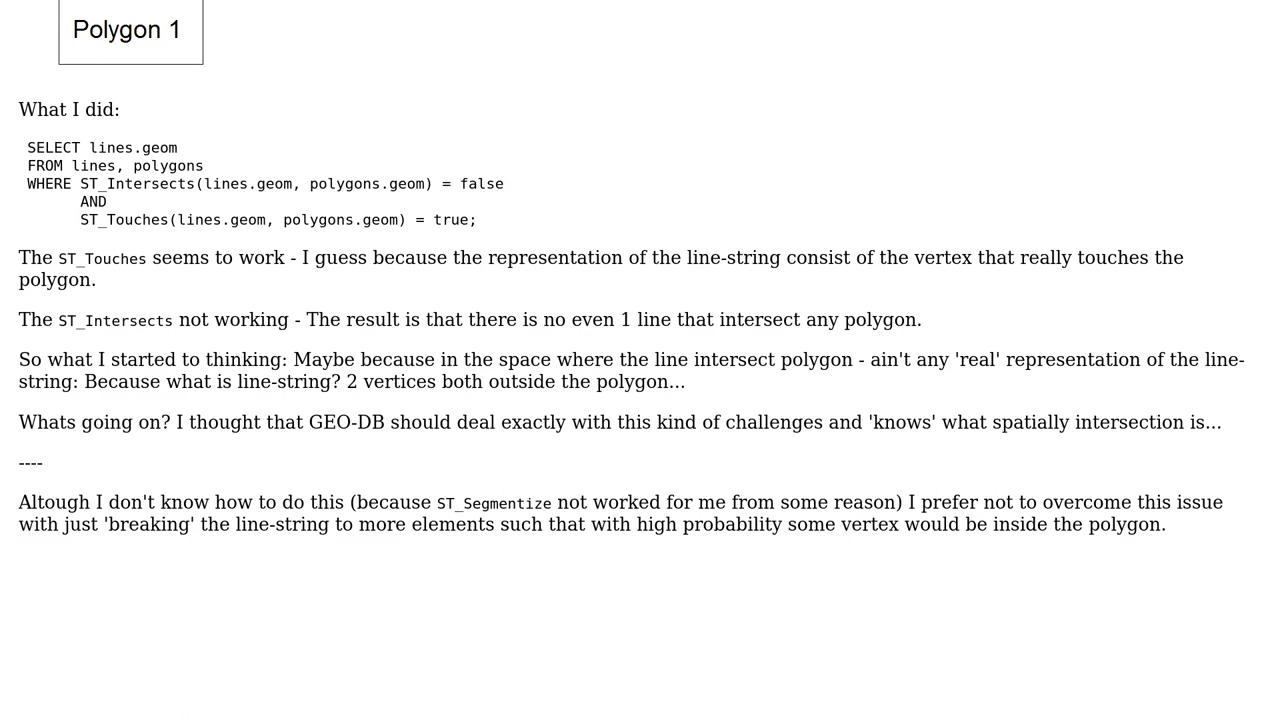 Polygon 1
What I did:
SELECT lines.geom
FROM lines, polygons
WHERE ST_Intersects(lines.geom, polygons.geom) = false
AND
ST_Touches(lines.geom, polygons.geom) = true;
The ST_Touches seems to work - I guess because the representation of the line-string consist of the vertex that really touches the
polygon.
The ST_Intersects not working - The result is that there is no even 1 line that intersect any polygon.
So what I started to thinking: Maybe because in the space where the line intersect polygon - ain't any 'real' representation of the line-
string: Because what is line-string? 2 vertices both outside the polygon...
Whats going on? I thought that GEO-DB should deal exactly with this kind of challenges and 'knows' what spatially intersection is...
----
Altough I don't know how to do this (because ST_Segmentize not worked for me from some reason) I prefer not to overcome this issue
with just 'breaking' the line-string to more elements such that with high probability some vertex would be inside the polygon.